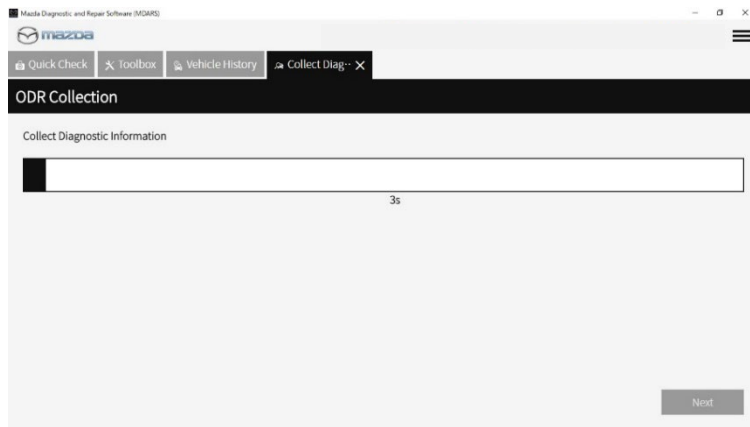 Mazda Diagnostic and Repair Software (MDARS)
mazda
Quick Check Toolbox Vehicle History Collect Diag··
ODR Collection
Collect Diagnostic Information
3s
Next